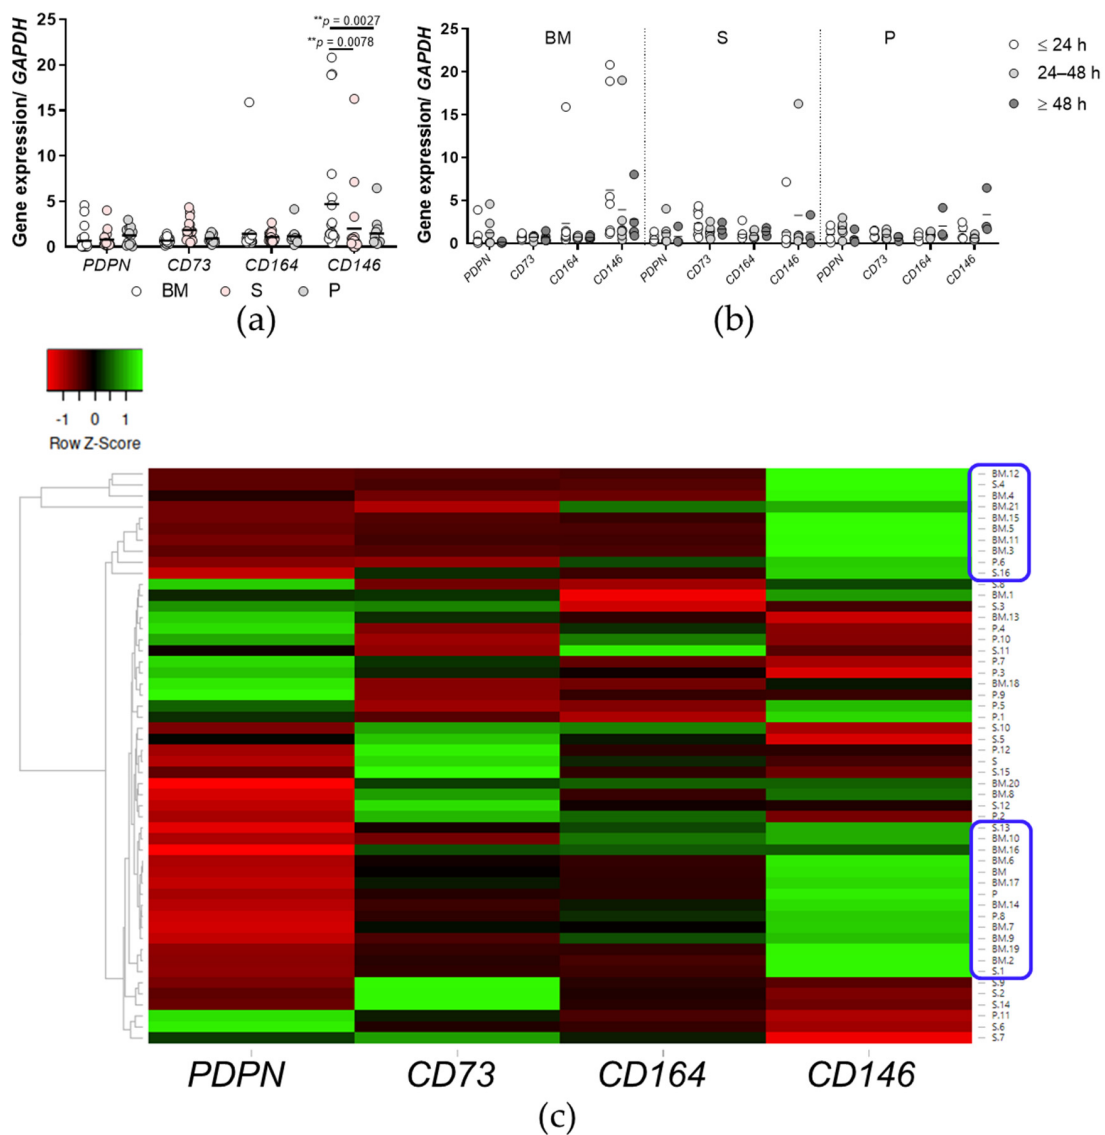 25
20
15
10
5
0
Gene expression/ GAPDH
**p = 0.0027
**p = 0.0078
PDPN CD73 CD164 CD146
BM S P
(a)
25
20
15
10
5
0
Gene expression/ GAPDH
BM S P
≤ 24 h
24–48 h
≥ 48 h
PDPN CD73 CD164 CD146 PDPN CD73 CD164 CD146 PDPN CD73 CD164 CD146
(b)
-1 0 1
Row Z-Score
BM.12
S.4
BM.4
BM.21
BM.15
BM.5
BM.11
BM.3
P.6
S.16
S.8
BM.1
S.3
BM.13
P.4
P.10
S.11
P.7
P.3
BM.18
P.9
P.5
P.1
S.10
S.5
P.12
S
S.15
BM.20
BM.8
S.12
P.2
S.13
BM.10
BM.16
BM.6
BM
BM.17
P
BM.14
P.8
BM.7
BM.9
BM.19
BM.2
S.1
S.9
S.2
S.14
P.11
S.6
S.7
PDPN CD73 CD164 CD146
(c)